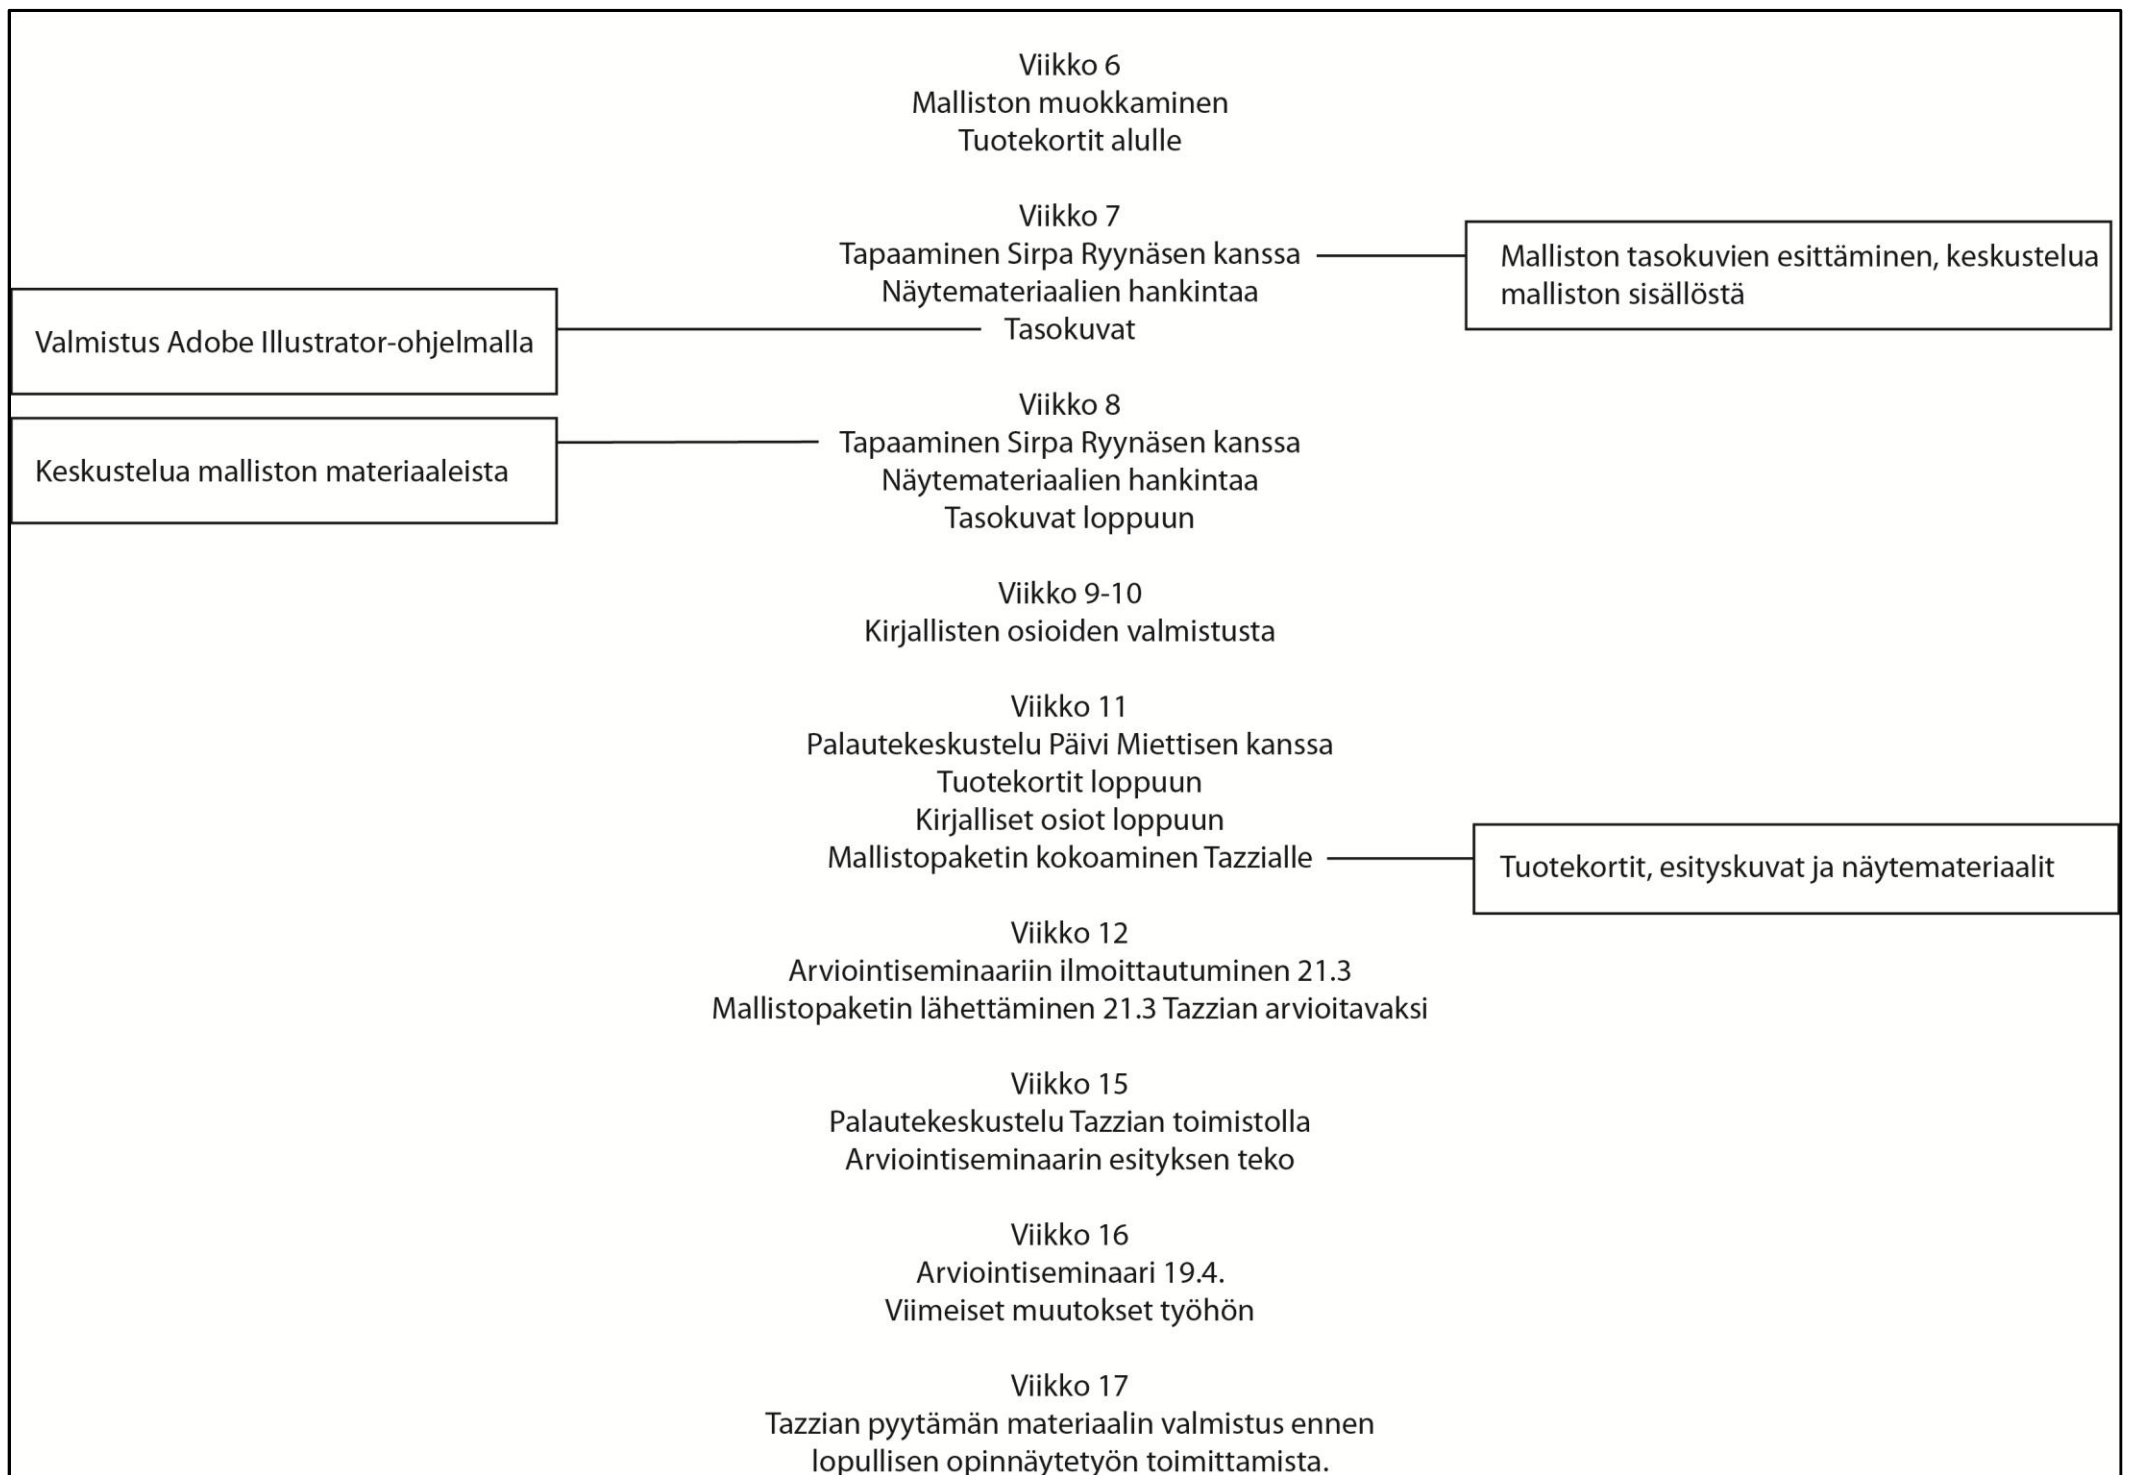 Viikko 6
Malliston muokkaaminen
Tuotekortit alulle
Viikko 7
Tapaaminen Sirpa Ryynäsen kanssa
Malliston tasokuvien esittäminen, keskustelua
malliston sisällöstä
Näytemateriaalien hankintaa
Tasokuvat
Valmistus Adobe Illustrator-ohjelmalla
Viikko 8
Tapaaminen Sirpa Ryynäsen kanssa
Keskustelua malliston materiaaleista
Näytemateriaalien hankintaa
Tasokuvat loppuun
Viikko 9-10
Kirjallisten osioiden valmistusta
Viikko 11
Palautekeskustelu Päivi Miettisen kanssa
Tuotekortit loppuun
Kirjalliset osiot loppuun
Mallistopaketin kokoaminen Tazzialle
Tuotekortit, esityskuvat ja näytemateriaalit
Viikko 12
Arviointiseminaariin ilmoittautuminen 21.3
Mallistopaketin lähettäminen 21.3 Tazzian arvioitavaksi
Viikko 15
Palautekeskustelu Tazzian toimistolla
Arviointiseminaarin esityksen teko
Viikko 16
Arviointiseminaari 19.4.
Viimeiset muutokset työhön
Viikko 17
Tazzian pyytämän materiaalin valmistus ennen
lopullisen opinnäytetyön toimittamista.